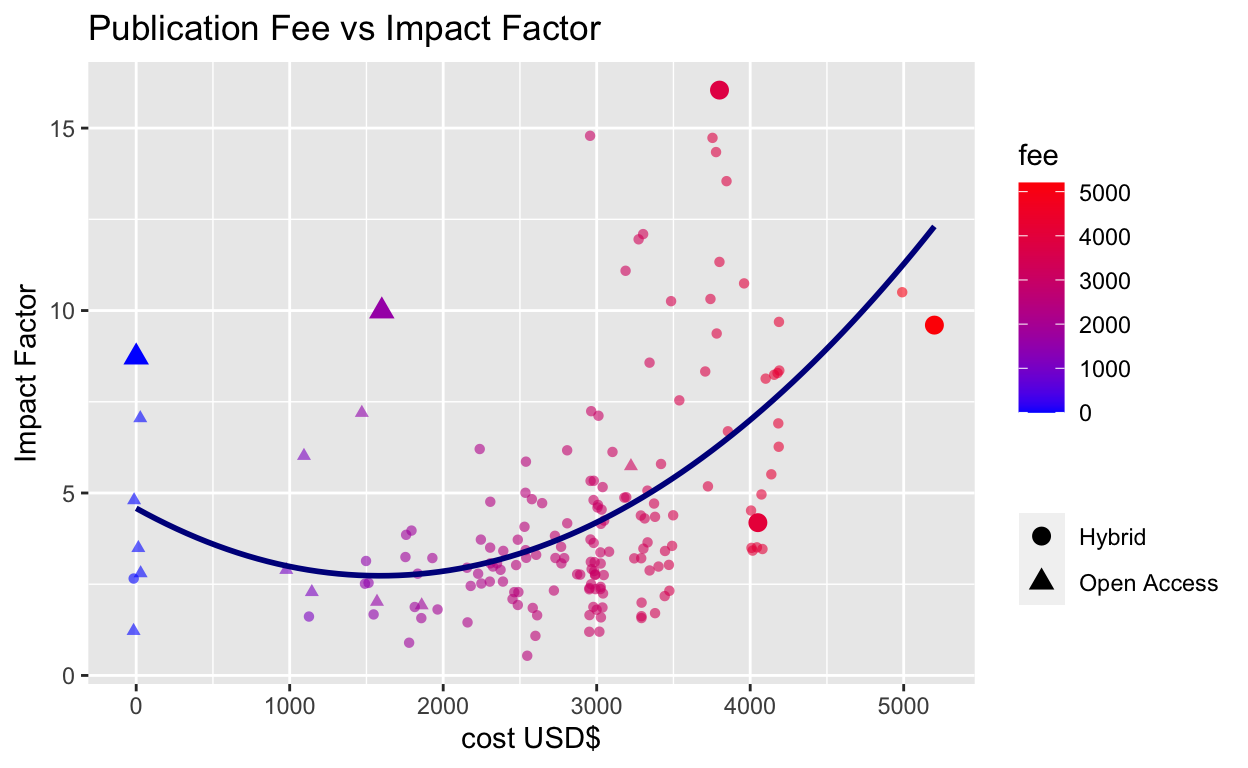 Publication Fee vs Impact Factor
Impact Factor
15
10
5
0
0 1000 2000 3000 4000 5000
cost USD$
fee
5000
4000
3000
2000
1000
0
Hybrid
Open Access